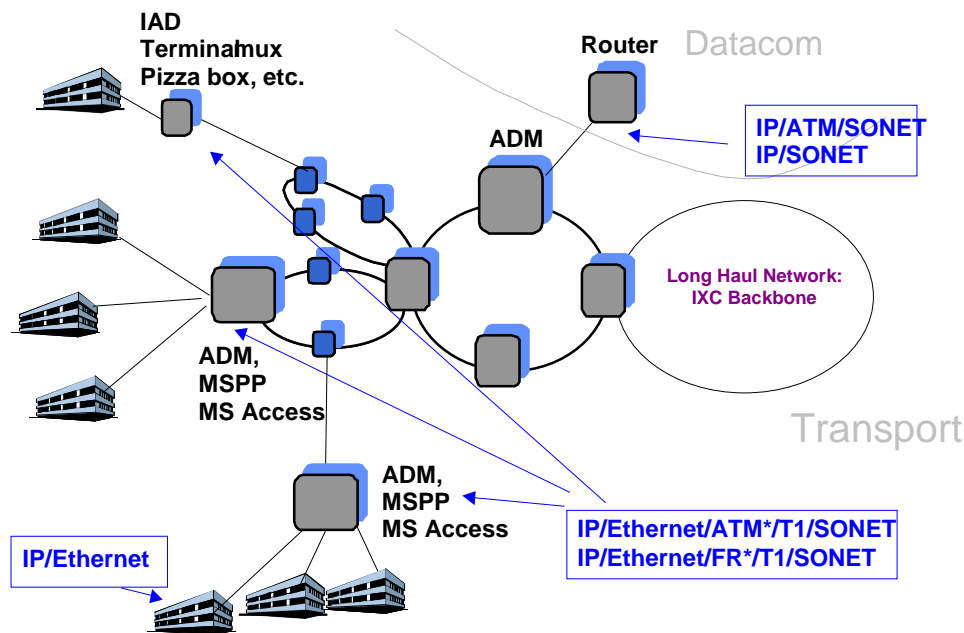 IAD
Terminalmux
Pizza box, etc.
Router
Datacom
IP/ATM/SONET
IP/SONET
ADM
Long Haul Network:
IXC Backbone
ADM,
MSPP
MS Access
Transport
ADM,
MSPP
MS Access
IP/Ethernet/ATM*/T1/SONET
IP/Ethernet/FR*/T1/SONET
IP/Ethernet